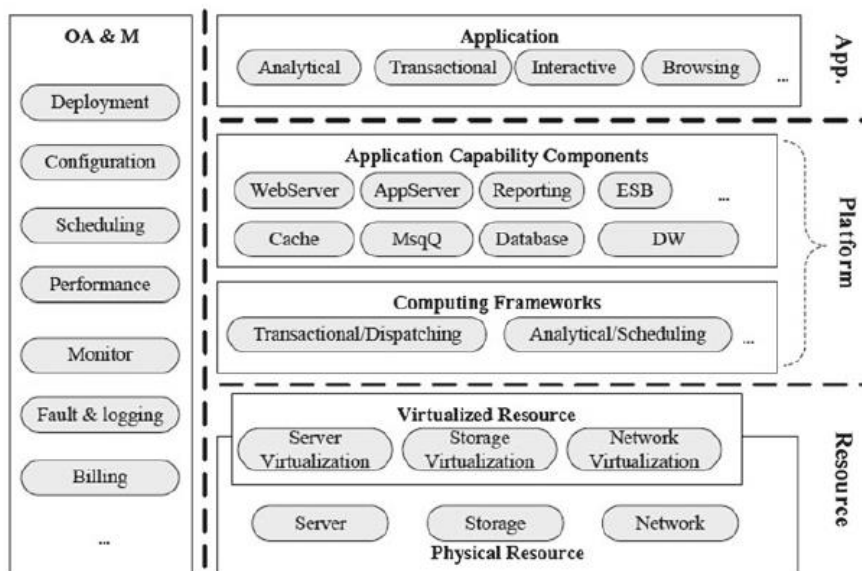 OA & M
Deployment
Configuration
Scheduling
Performance
Monitor
Fault & logging
Billing
...
Application
Analytical
Transactional
Interactive
Browsing
...
App.
Application Capability Components
WebServer
AppServer
Reporting
ESB
...
Cache
MsqQ
Database
DW
Computing Frameworks
Transactional/Dispatching
Analytical/Scheduling
...
Platform
Virtualized Resource
Server
Virtualization
Storage
Virtualization
Network
Virtualization
Server
Storage
Network
Physical Resource
Resource